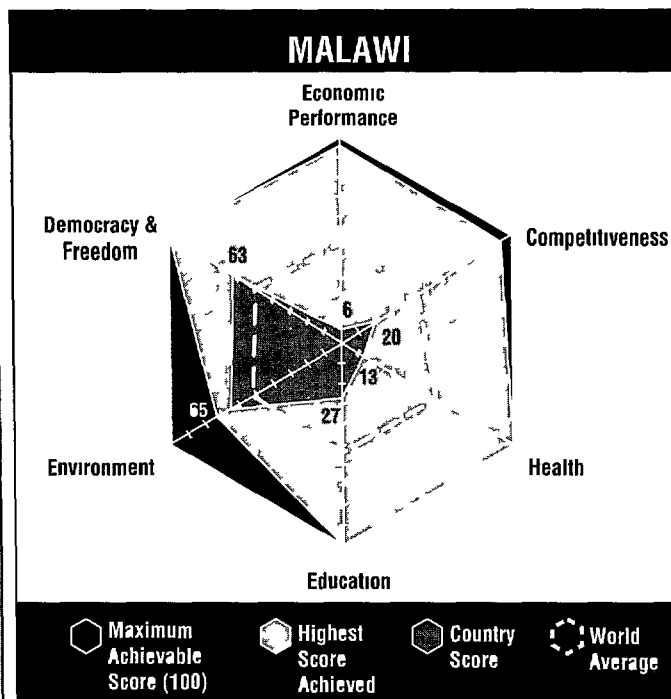 MALAWI
Economic
Performance
Democracy &
Freedom
Competitiveness
63
6
20
13
27
65
Environment
Health
Education
Maximum
Achievable
Score (100)
Highest
Score
Achieved
Country
Score
World
Average